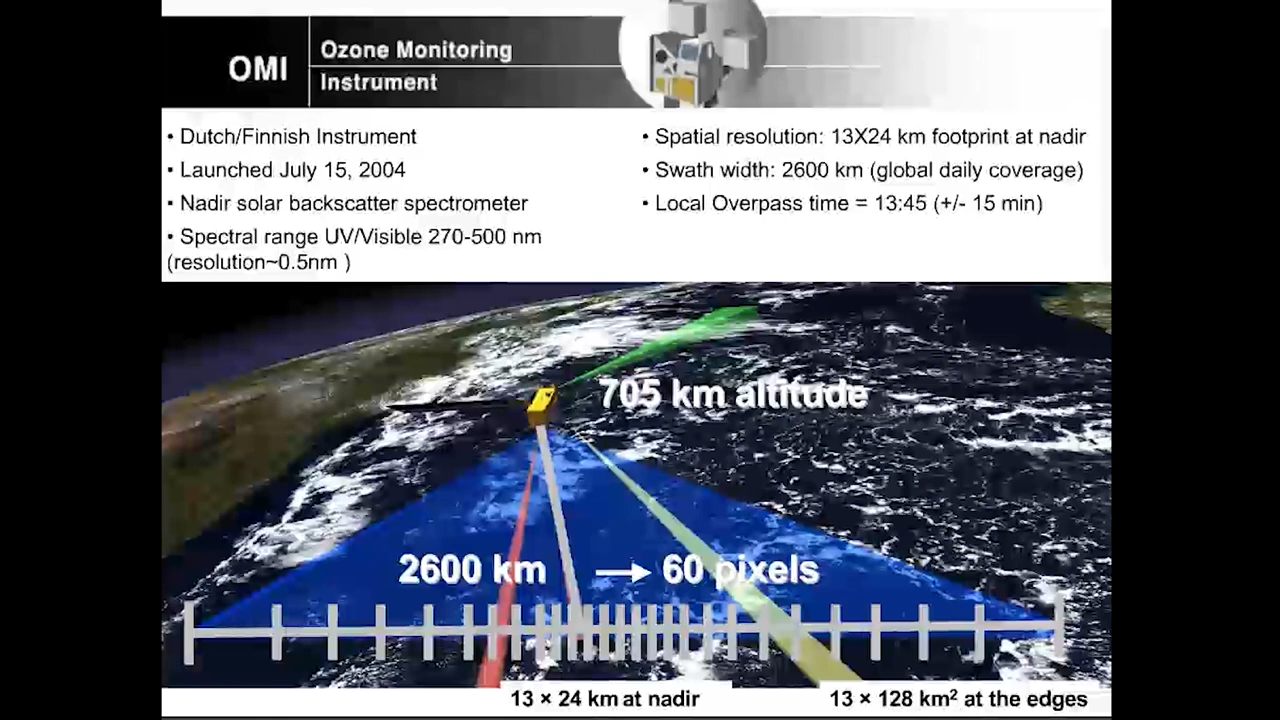 OMI
Ozone Monitoring
Instrument
• Dutch/Finnish Instrument
• Launched July 15, 2004
• Nadir solar backscatter spectrometer
• Spectral range UV/Visible 270-500 nm
(resolution~0.5nm )
• Spatial resolution: 13X24 km footprint at nadir
• Swath width: 2600 km (global daily coverage)
• Local Overpass time = 13:45 (+/- 15 min)
705 km altitude
2600 km → 60 pixels
13 × 24 km at nadir
13 × 128 km² at the edges